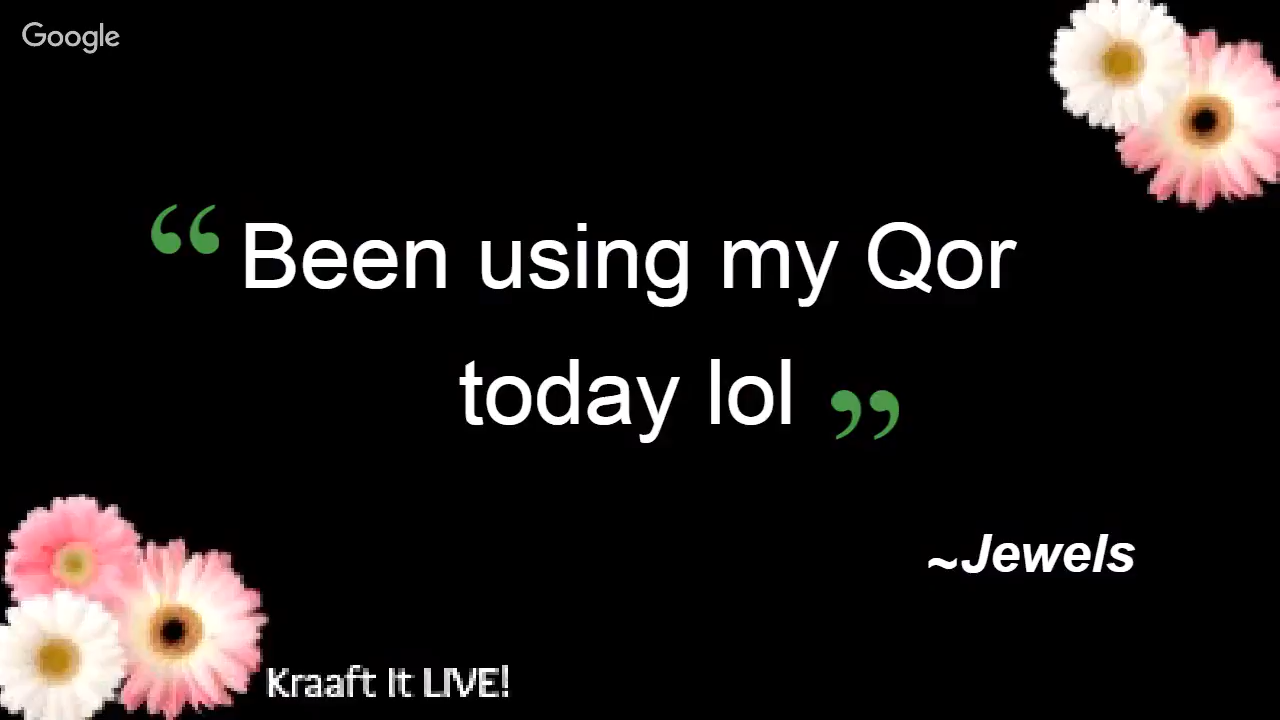 Google
“Been using my Qor
today lol”
~Jewels
Kraaft It LIVE!